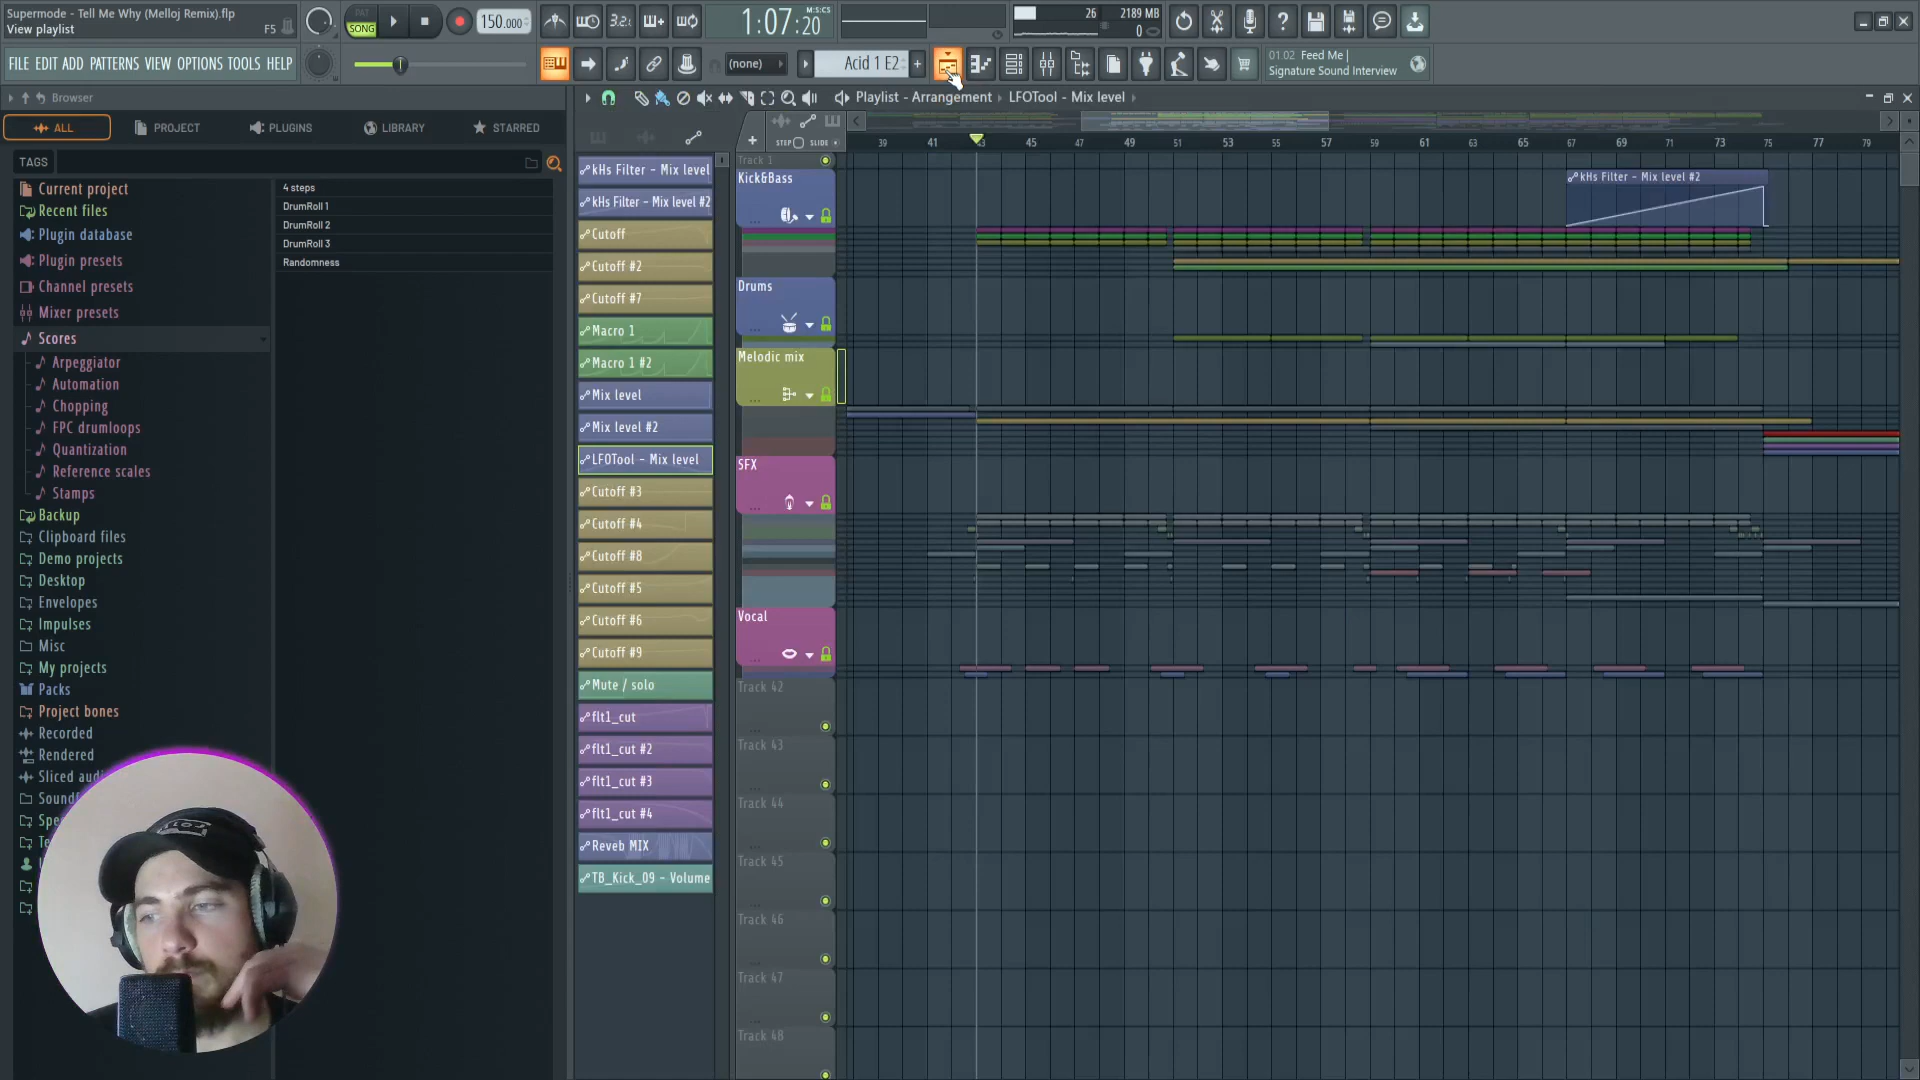 Supermode - Tell Me Why (Melloj Remix).flp
View playlist
F5
PAT
SONG
150.000
3.2.
1:07:20
M:S:CS
26
2189 MB
0
FILE EDIT ADD PATTERNS VIEW OPTIONS TOOLS HELP
(none)
Acid 1 E2
01.02 Feed Me |
Signature Sound Interview
Browser
Playlist - Arrangement › LFOTool - Mix level ›
ALL
PROJECT
PLUGINS
LIBRARY
STARRED
TAGS
Current project
Recent files
Plugin database
Plugin presets
Channel presets
Mixer presets
Scores
Arpeggiator
Automation
Chopping
FPC drumloops
Quantization
Reference scales
Stamps
Backup
Clipboard files
Demo projects
Desktop
Envelopes
Impulses
Misc
My projects
Packs
Project bones
Recorded
Rendered
Sliced
4 steps
DrumRoll 1
DrumRoll 2
DrumRoll 3
Randomness
kHs Filter - Mix level
kHs Filter - Mix level #2
Cutoff
Cutoff #2
Cutoff #7
Macro 1
Macro 1 #2
Mix level
Mix level #2
LFOTool - Mix level
Cutoff #3
Cutoff #4
Cutoff #8
Cutoff #5
Cutoff #6
Cutoff #9
Mute / solo
flt1_cut
flt1_cut #2
flt1_cut #3
flt1_cut #4
Reveb MIX
TB_Kick_09 - Volume
STEP SLIDE
39 41 43 45 47 49 51 53 55 57 59 61 63 65 67 69 71 73 75 77 79
Track 1
Kick&Bass
Drums
Melodic mix
SFX
Vocal
Track 42
Track 43
Track 44
Track 45
Track 46
Track 47
Track 48
kHs Filter - Mix level #2